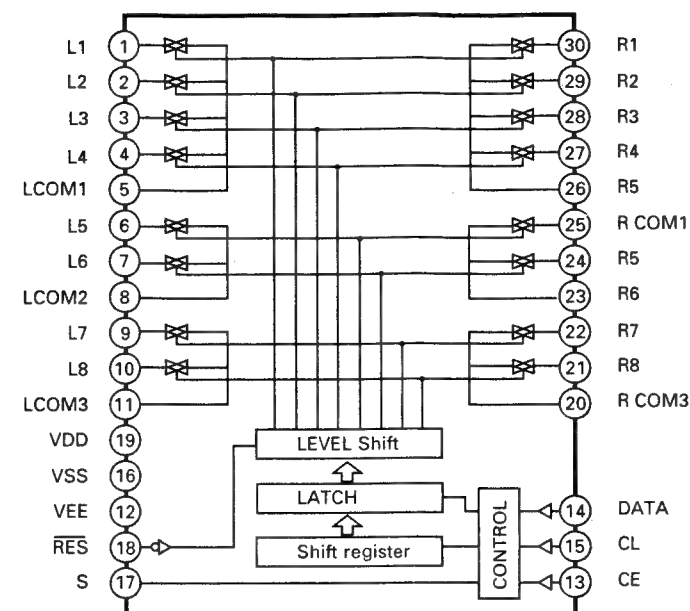 L1 1 30 R1
L2 2 29 R2
L3 3 28 R3
L4 4 27 R4
LCOM1 5 26 R5
L5 6 25 R COM1
L6 7 24 R5
LCOM2 8 23 R6
L7 9 22 R7
L8 10 21 R8
LCOM3 11 20 R COM3
VDD 19 LEVEL Shift
VSS 16
VEE 12 LATCH 14 DATA
RES 18 Shift register 15 CL
S 17 CONTROL 13 CE